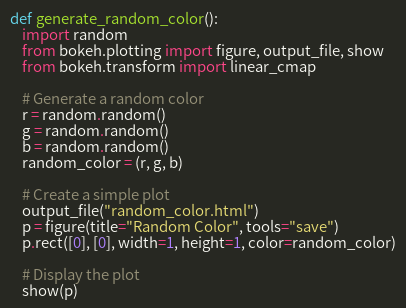 def generate_random_color():
    import random
    from bokeh.plotting import figure, output_file, show
    from bokeh.transform import linear_cmap

    # Generate a random color
    r = random.random()
    g = random.random()
    b = random.random()
    random_color = (r, g, b)

    # Create a simple plot
    output_file("random_color.html")
    p = figure(title="Random Color", tools="save")
    p.rect([0], [0], width=1, height=1, color=random_color)

    # Display the plot
    show(p)